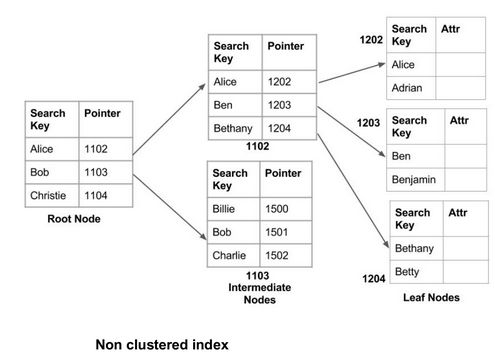 Search Key Pointer
Alice 1102
Bob 1103
Christie 1104
Root Node
Search Key Pointer
Alice 1202
Ben 1203
Bethany 1204
1102
Search Key Pointer
Billie 1500
Bob 1501
Charlie 1502
1103
Intermediate
Nodes
1202
Search Key Attr
Alice
Adrian
1203
Search Key Attr
Ben
Benjamin
Search Key Attr
Bethany
Betty
1204
Leaf Nodes
Non clustered index